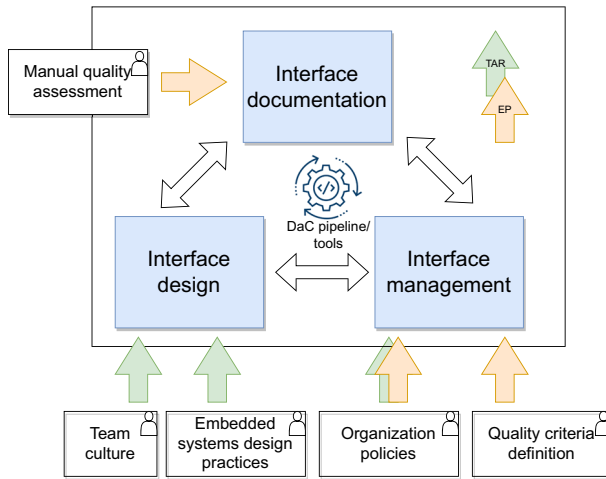 Manual quality
assessment
Interface
documentation
TAR
EP
</>
DaC pipeline/
tools
Interface
design
Interface
management
Team
culture
Embedded
systems design
practices
Organization
policies
Quality criteria
definition